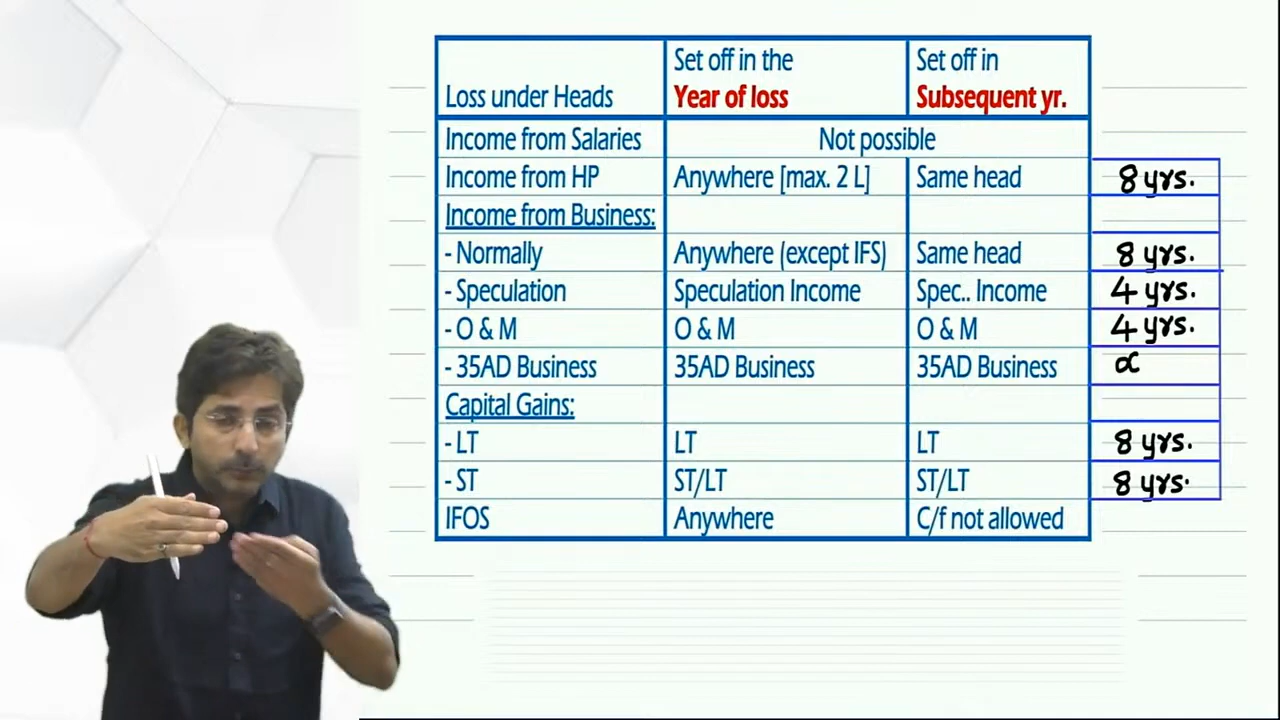 Loss under Heads Set off in the Year of loss Set off in Subsequent yr.
Income from Salaries Not possible
Income from HP Anywhere [max. 2 L] Same head 8 yrs.
Income from Business:
- Normally Anywhere (except IFS) Same head 8 yrs.
- Speculation Speculation Income Spec.. Income 4 yrs.
- O & M O & M O & M 4 yrs.
- 35AD Business 35AD Business 35AD Business α
Capital Gains:
- LT LT LT 8 yrs.
- ST ST/LT ST/LT 8 yrs.
IFOS Anywhere C/f not allowed